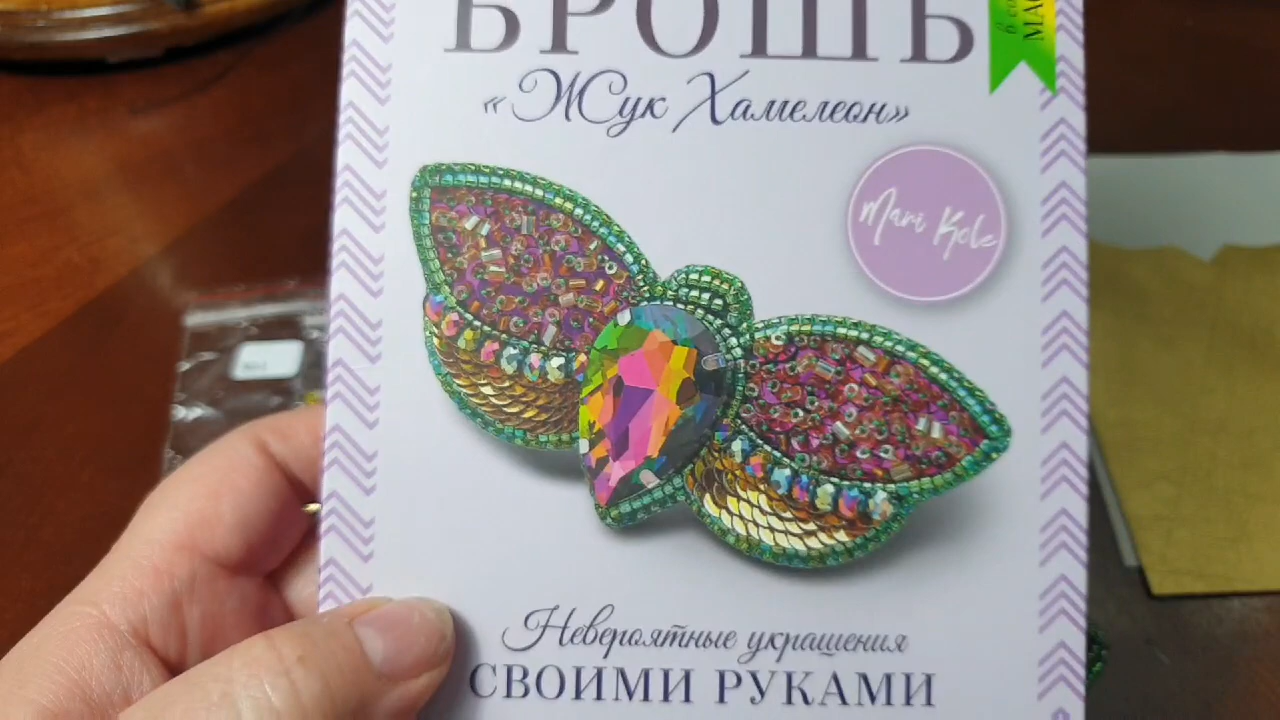 БРОШЬ
«Жук Хамелеон»
Mari Kole
Невероятные украшения
СВОИМИ РУКАМИ